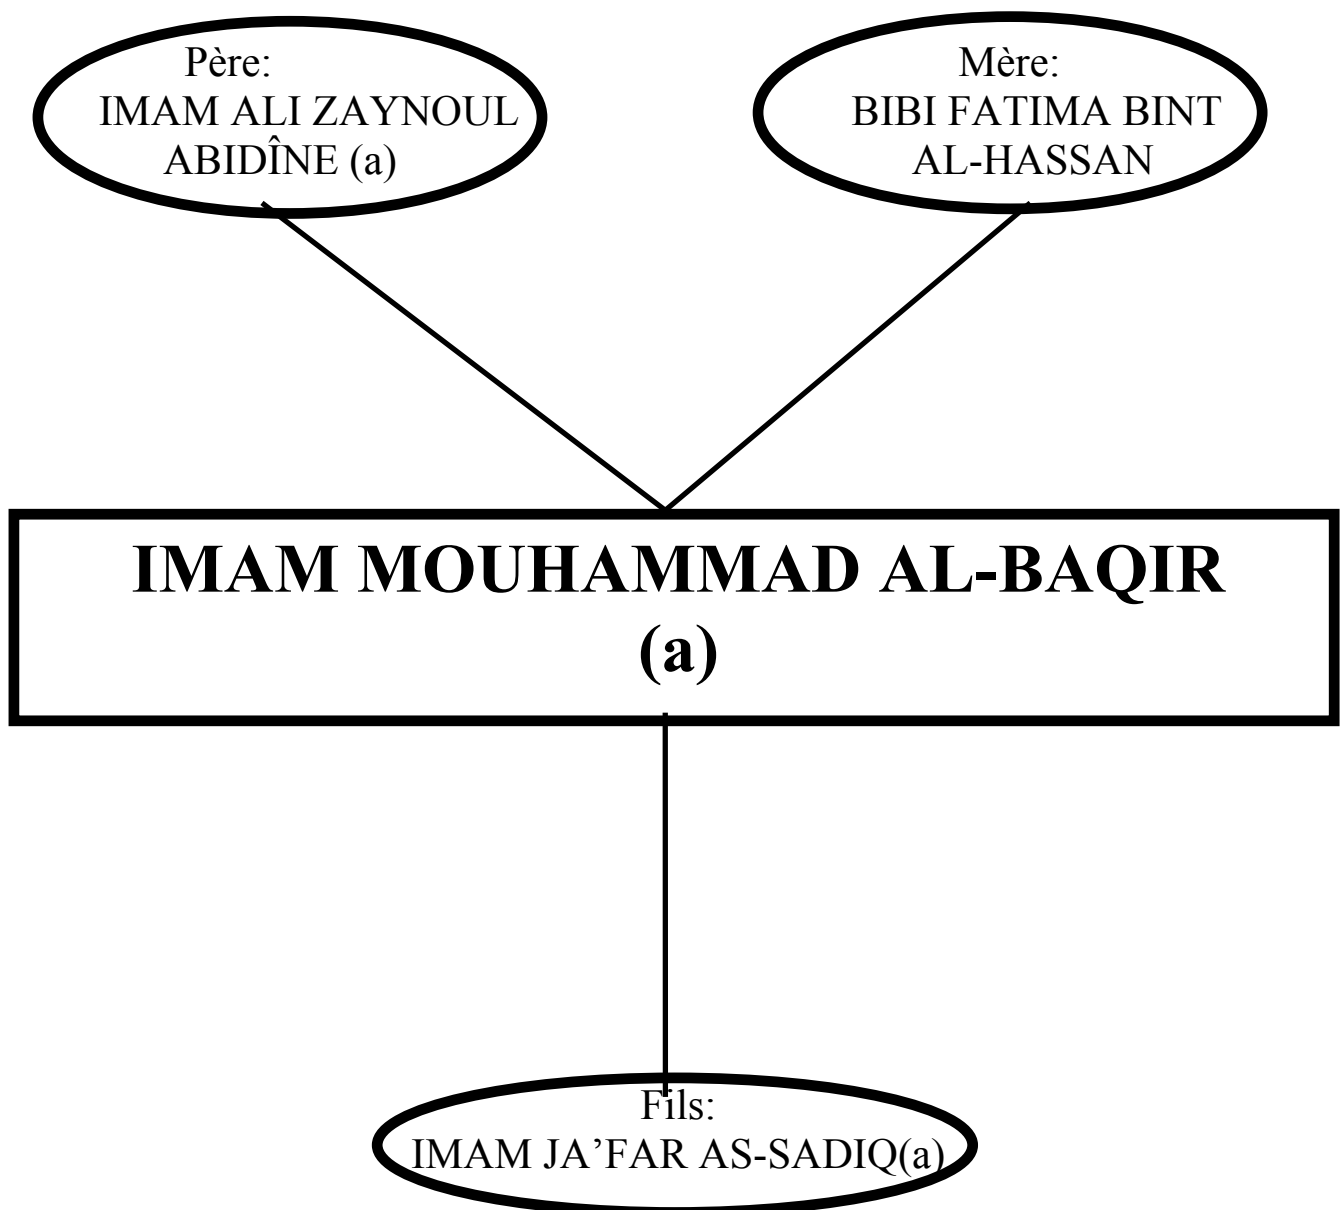 Père:
IMAM ALI ZAYNOUL
ABIDÎNE (a)
Mère:
BIBI FATIMA BINT
AL-HASSAN
IMAM MOUHAMMAD AL-BAQIR
(a)
Fils:
IMAM JA’FAR AS-SADIQ(a)